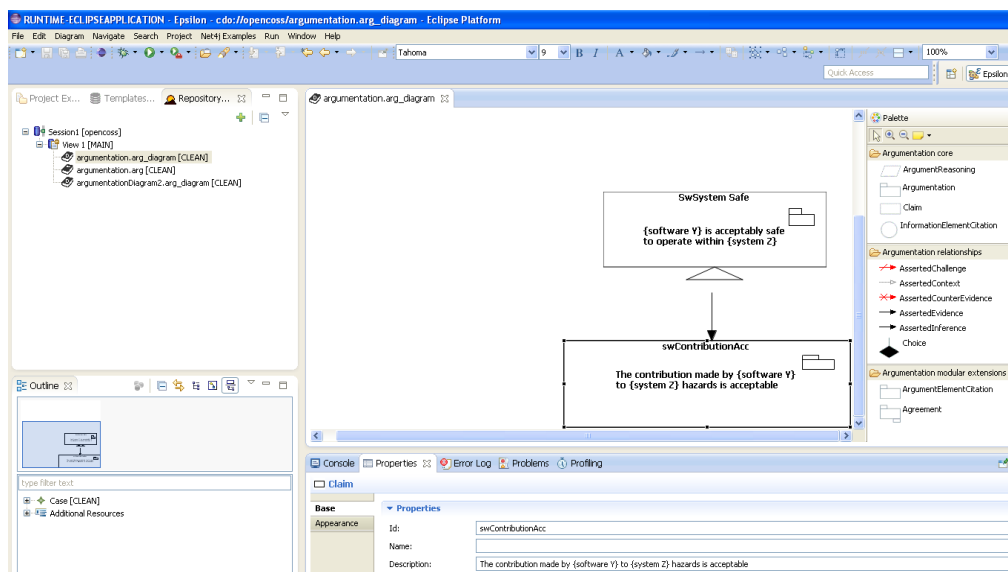 RUNTIME-ECLIPSEAPPLICATION - Epsilon - cdo://opencoss/argumentation.arg_diagram - Eclipse Platform
File Edit Diagram Navigate Search Project Net4j Examples Run Window Help
Tahoma 9 B I A 100%
Quick Access Epsilon
Project Ex... Templates... Repository...
Session1 [opencoss]
View 1 [MAIN]
argumentation.arg_diagram [CLEAN]
argumentation.arg [CLEAN]
argumentationDiagram2.arg_diagram [CLEAN]
argumentation.arg_diagram
SwSystem Safe
{software Y} is acceptably safe
to operate within {system Z}
swContributionAcc
The contribution made by {software Y}
to {system Z} hazards is acceptable
Palette
Argumentation core
ArgumentReasoning
Argumentation
Claim
InformationElementCitation
Argumentation relationships
AssertedChallenge
AssertedContext
AssertedCounterEvidence
AssertedEvidence
AssertedInference
Choice
Argumentation modular extensions
ArgumentElementCitation
Agreement
Outline
type filter text
Case [CLEAN]
Additional Resources
Console Properties Error Log Problems Profiling
Claim
Base
Appearance
Properties
Id: swContributionAcc
Name:
Description: The contribution made by {software Y} to {system Z} hazards is acceptable